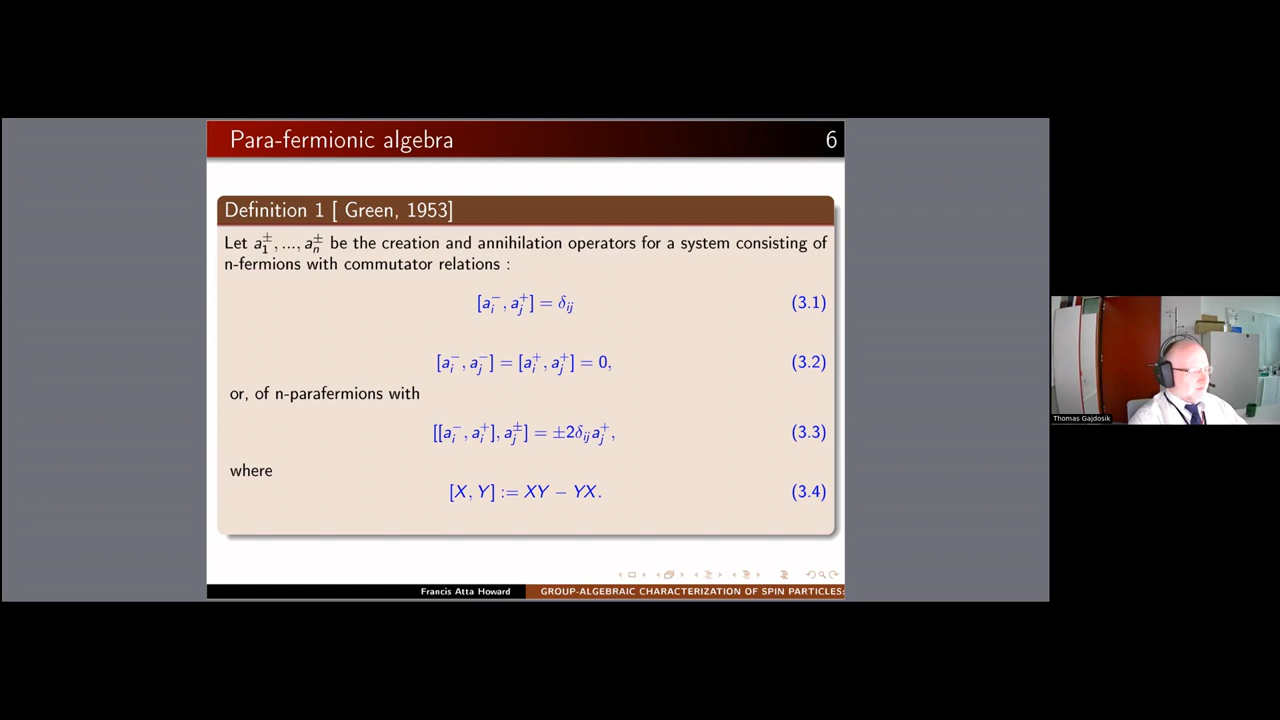 Para-fermionic algebra 6
Definition 1 [ Green, 1953]
Let a₁^±, ..., aₙ^± be the creation and annihilation operators for a system consisting of
n-fermions with commutator relations :
[aᵢ⁻, aⱼ⁺] = δᵢⱼ (3.1)
[aᵢ⁻, aⱼ⁻] = [aᵢ⁺, aⱼ⁺] = 0, (3.2)
or, of n-parafermions with
[[aᵢ⁻, aᵢ⁺], aⱼ^±] = ±2δᵢⱼaⱼ⁺, (3.3)
where
[X, Y] := XY − YX. (3.4)
Francis Atta Howard GROUP-ALGEBRAIC CHARACTERIZATION OF SPIN PARTICLES:
Thomas Gajdosik